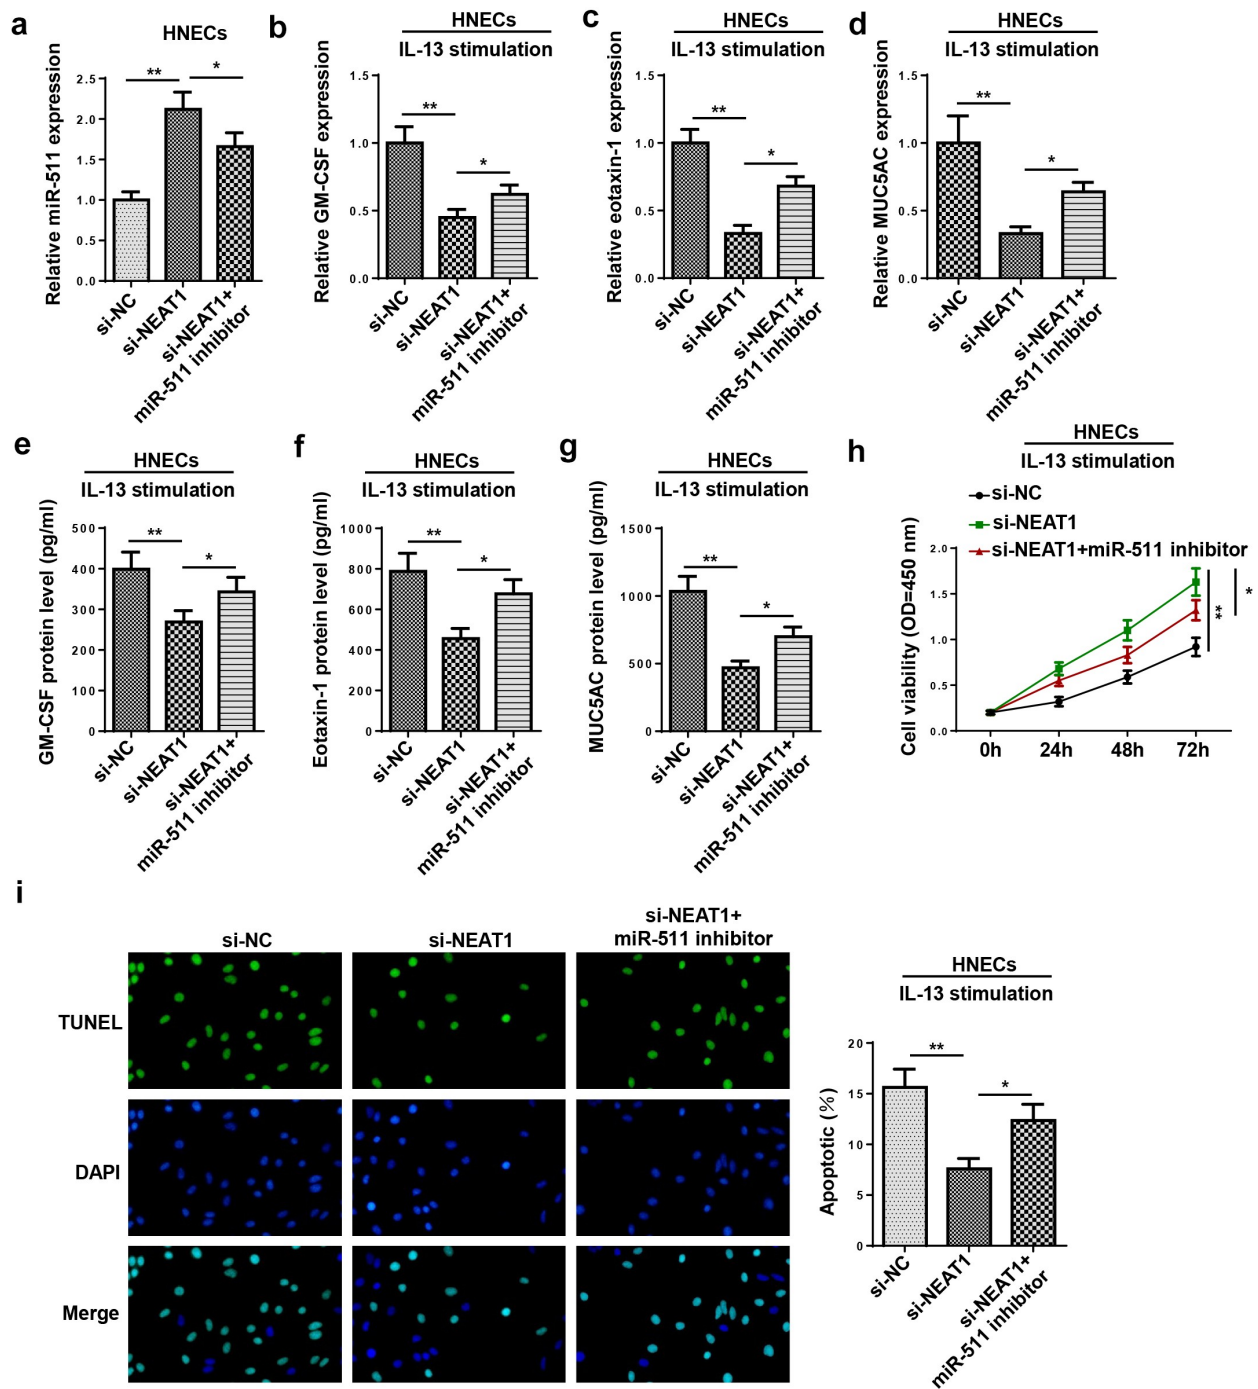 a
HNECs
Relative miR-511 expression
2.5
2.0
1.5
1.0
0.5
0.0
**
*
si-NC
si-NEAT1
si-NEAT1+
miR-511 inhibitor
b
HNECs
IL-13 stimulation
Relative GM-CSF expression
1.5
1.0
0.5
0.0
**
*
si-NC
si-NEAT1
si-NEAT1+
miR-511 inhibitor
c
HNECs
IL-13 stimulation
Relative eotaxin-1 expression
1.5
1.0
0.5
0.0
**
*
si-NC
si-NEAT1
si-NEAT1+
miR-511 inhibitor
d
HNECs
IL-13 stimulation
Relative MUC5AC expression
1.5
1.0
0.5
0.0
**
*
si-NC
si-NEAT1
si-NEAT1+
miR-511 inhibitor
e
HNECs
IL-13 stimulation
GM-CSF protein level (pg/ml)
500
400
300
200
100
0
**
*
si-NC
si-NEAT1
si-NEAT1+
miR-511 inhibitor
f
HNECs
IL-13 stimulation
Eotaxin-1 protein level (pg/ml)
1000
800
600
400
200
0
**
*
si-NC
si-NEAT1
si-NEAT1+
miR-511 inhibitor
g
HNECs
IL-13 stimulation
MUC5AC protein level (pg/ml)
1500
1000
500
0
**
*
si-NC
si-NEAT1
si-NEAT1+
miR-511 inhibitor
h
HNECs
IL-13 stimulation
si-NC
si-NEAT1
si-NEAT1+miR-511 inhibitor
Cell viability (OD=450 nm)
2.0
1.5
1.0
0.5
0.0
**
*
0h
24h
48h
72h
i
si-NC
si-NEAT1
si-NEAT1+
miR-511 inhibitor
TUNEL
DAPI
Merge
HNECs
IL-13 stimulation
Apoptotic (%)
20
15
10
5
0
**
*
si-NC
si-NEAT1
si-NEAT1+
miR-511 inhibitor